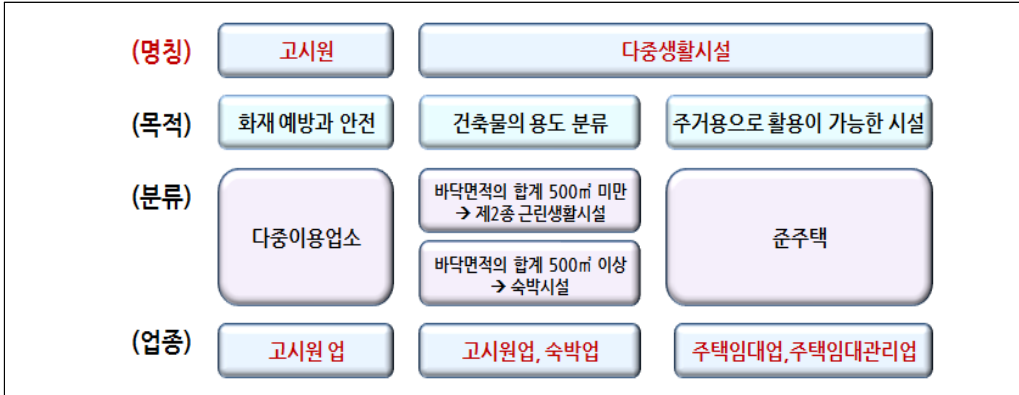 (명칭) 고시원 다중생활시설
(목적) 화재 예방과 안전 건축물의 용도 분류 주거용으로 활용이 가능한 시설
(분류) 다중이용업소
바닥면적의 합계 500㎡ 미만
→ 제2종 근린생활시설
바닥면적의 합계 500㎡ 이상
→ 숙박시설
준주택
(업종) 고시원 업 고시원업, 숙박업 주택임대업,주택임대관리업